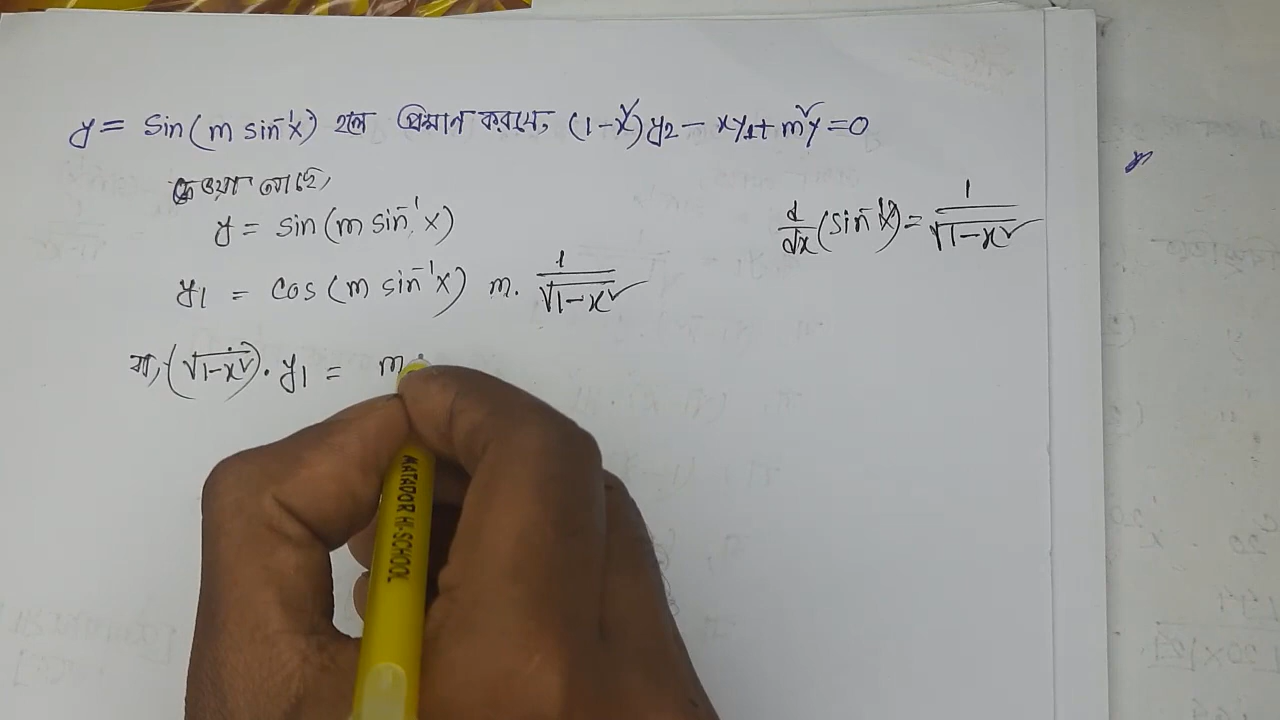 y = sin(m sin⁻¹x) হলে প্রমান করযে, (1-x²)y₂ - xy₁ + m²y = 0
দেওয়া আছে,
y = sin(m sin⁻¹x)
d/dx (sin⁻¹x) = 1/√1-x²
y₁ = cos(m sin⁻¹x) m. 1/√1-x²
বা, (√1-x²). y₁ = m
MATADOR HI-SCHOOL